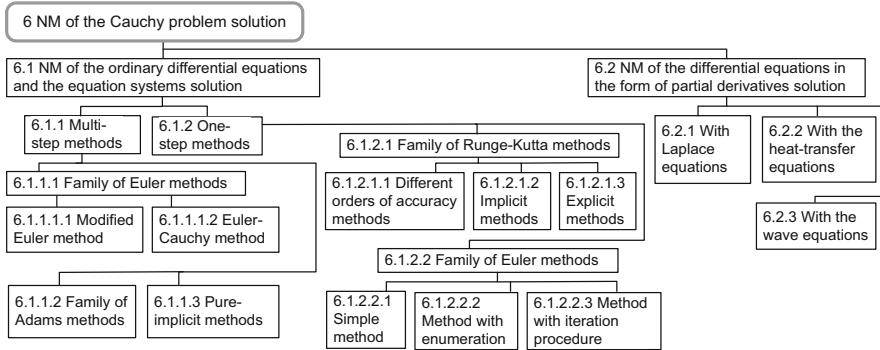 6 NM of the Cauchy problem solution
6.1 NM of the ordinary differential equations
and the equation systems solution
6.2 NM of the differential equations in
the form of partial derivatives solution
6.1.1 Multi-
step methods
6.1.2 One-
step methods
6.2.1 With
Laplace
equations
6.2.2 With the
heat-transfer
equations
6.1.2.1 Family of Runge-Kutta methods
6.1.1.1 Family of Euler methods
6.1.2.1.1 Different
orders of accuracy
methods
6.1.2.1.2
Implicit
methods
6.1.2.1.3
Explicit
methods
6.1.1.1.1 Modified
Euler method
6.1.1.1.2 Euler-
Cauchy method
6.2.3 With the
wave equations
6.1.2.2 Family of Euler methods
6.1.1.2 Family of
Adams methods
6.1.1.3 Pure-
implicit methods
6.1.2.2.1
Simple
method
6.1.2.2.2
Method with
enumeration
6.1.2.2.3 Method
with iteration
procedure